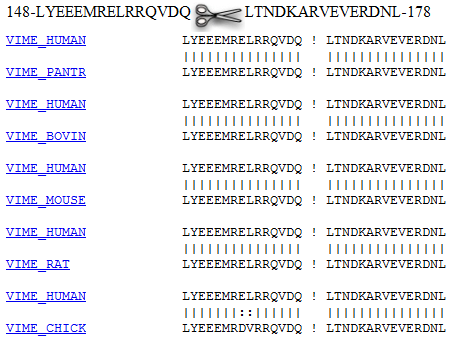 148-LYEEEMRELRRQVDQ LTNDKARVEVERDNL-178
VIME_HUMAN LYEEEMRELRRQVDQ ! LTNDKARVEVERDNL
||||||||||||||| |||||||||||||||
VIME_PANTR LYEEEMRELRRQVDQ ! LTNDKARVEVERDNL
VIME_HUMAN LYEEEMRELRRQVDQ ! LTNDKARVEVERDNL
||||||||||||||| |||||||||||||||
VIME_BOVIN LYEEEMRELRRQVDQ ! LTNDKARVEVERDNL
VIME_HUMAN LYEEEMRELRRQVDQ ! LTNDKARVEVERDNL
||||||||||||||| |||||||||||||||
VIME_MOUSE LYEEEMRELRRQVDQ ! LTNDKARVEVERDNL
VIME_HUMAN LYEEEMRELRRQVDQ ! LTNDKARVEVERDNL
||||||||||||||| |||||||||||||||
VIME_RAT LYEEEMRELRRQVDQ ! LTNDKARVEVERDNL
VIME_HUMAN LYEEEMRELRRQVDQ ! LTNDKARVEVERDNL
|||||||::|||||| |||||||||||||||
VIME_CHICK LYEEEMRDVRRQVDQ ! LTNDKARVEVERDNL